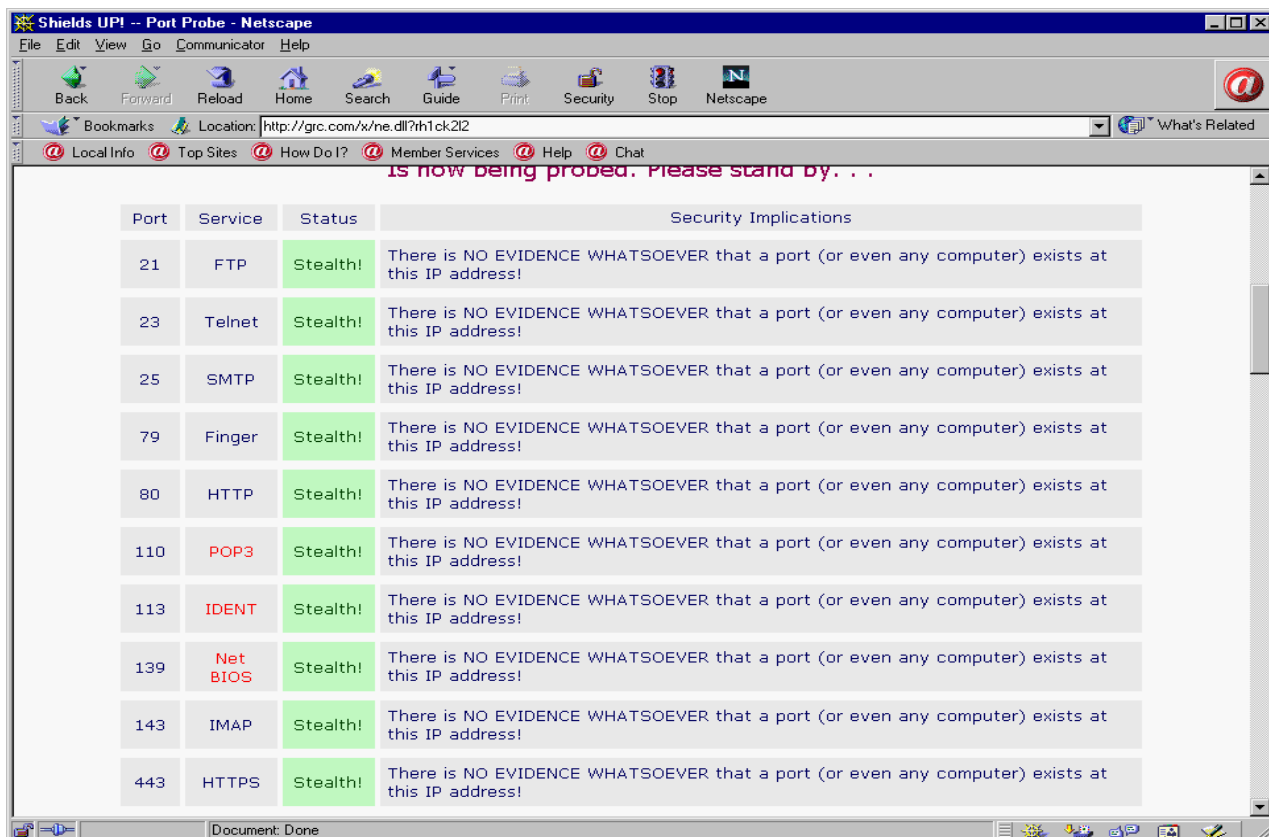 Shields UP! -- Port Probe - Netscape
File Edit View Go Communicator Help
Back Forward Reload Home Search Guide Print Security Stop Netscape
Bookmarks Location: http://grc.com/x/ne.dll?rh1ck2l2 What's Related
Local Info Top Sites How Do I? Member Services Help Chat
Is now being probed. Please stand by. . .
Port Service Status Security Implications
21 FTP Stealth! There is NO EVIDENCE WHATSOEVER that a port (or even any computer) exists at
this IP address!
23 Telnet Stealth! There is NO EVIDENCE WHATSOEVER that a port (or even any computer) exists at
this IP address!
25 SMTP Stealth! There is NO EVIDENCE WHATSOEVER that a port (or even any computer) exists at
this IP address!
79 Finger Stealth! There is NO EVIDENCE WHATSOEVER that a port (or even any computer) exists at
this IP address!
80 HTTP Stealth! There is NO EVIDENCE WHATSOEVER that a port (or even any computer) exists at
this IP address!
110 POP3 Stealth! There is NO EVIDENCE WHATSOEVER that a port (or even any computer) exists at
this IP address!
113 IDENT Stealth! There is NO EVIDENCE WHATSOEVER that a port (or even any computer) exists at
this IP address!
139 Net BIOS Stealth! There is NO EVIDENCE WHATSOEVER that a port (or even any computer) exists at
this IP address!
143 IMAP Stealth! There is NO EVIDENCE WHATSOEVER that a port (or even any computer) exists at
this IP address!
443 HTTPS Stealth! There is NO EVIDENCE WHATSOEVER that a port (or even any computer) exists at
this IP address!
Document: Done